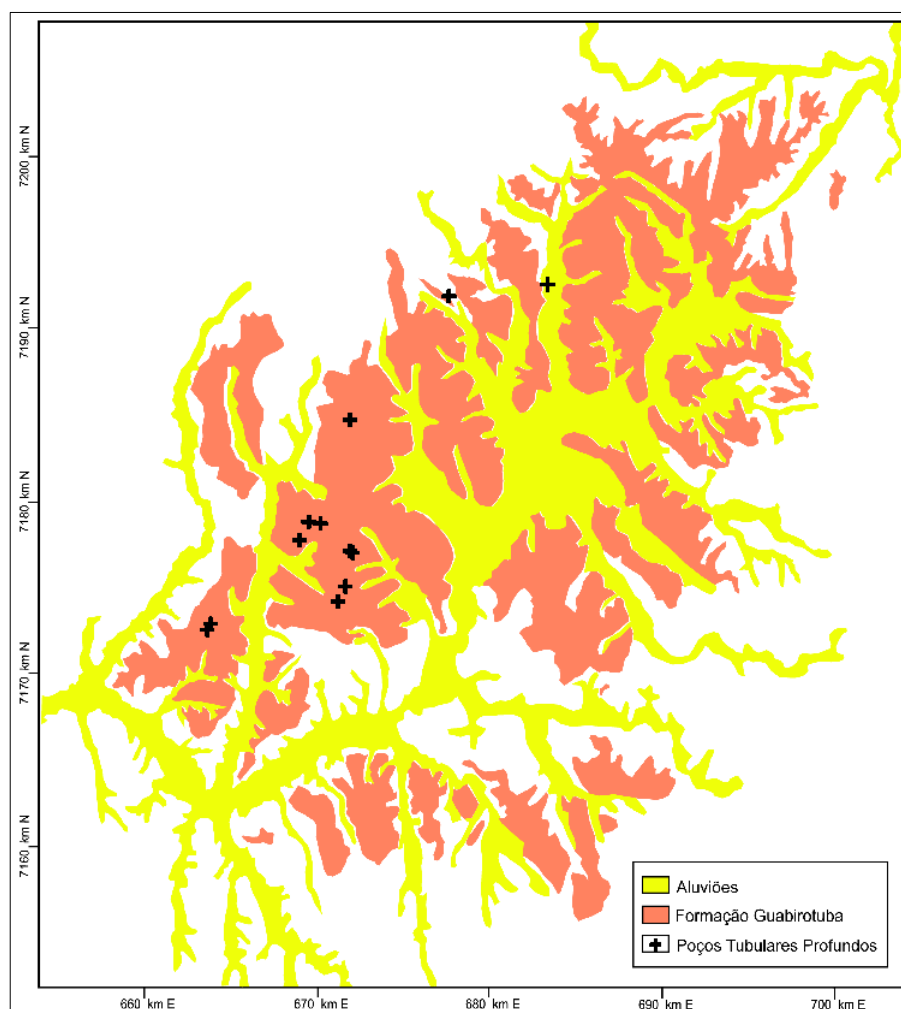 7200 km N
7190 km N
7180 km N
7170 km N
7160 km N
Aluviões
Formação Guabirotuba
Poços Tubulares Profundos
660 km E
670 km E
680 km E
690 km E
700 km E